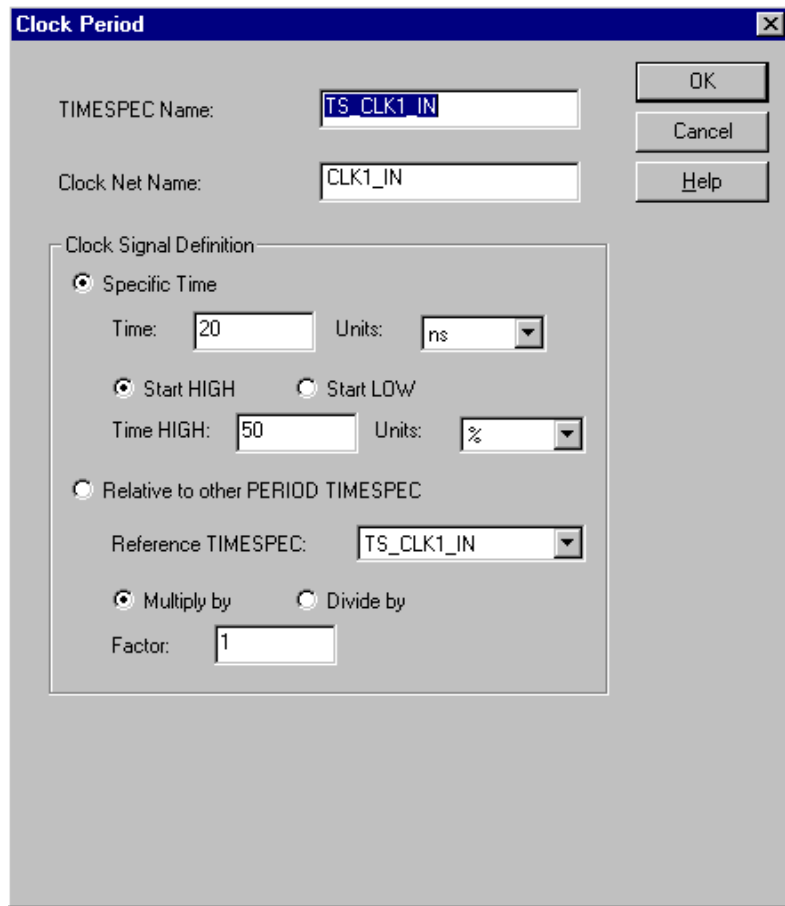 Clock Period
OK
TIMESPEC Name: TS_CLK1_IN
Cancel
Clock Net Name: CLK1_IN
Help
Clock Signal Definition
Specific Time
Time: 20 Units: ns
Start HIGH Start LOW
Time HIGH: 50 Units: %
Relative to other PERIOD TIMESPEC
Reference TIMESPEC: TS_CLK1_IN
Multiply by Divide by
Factor: 1